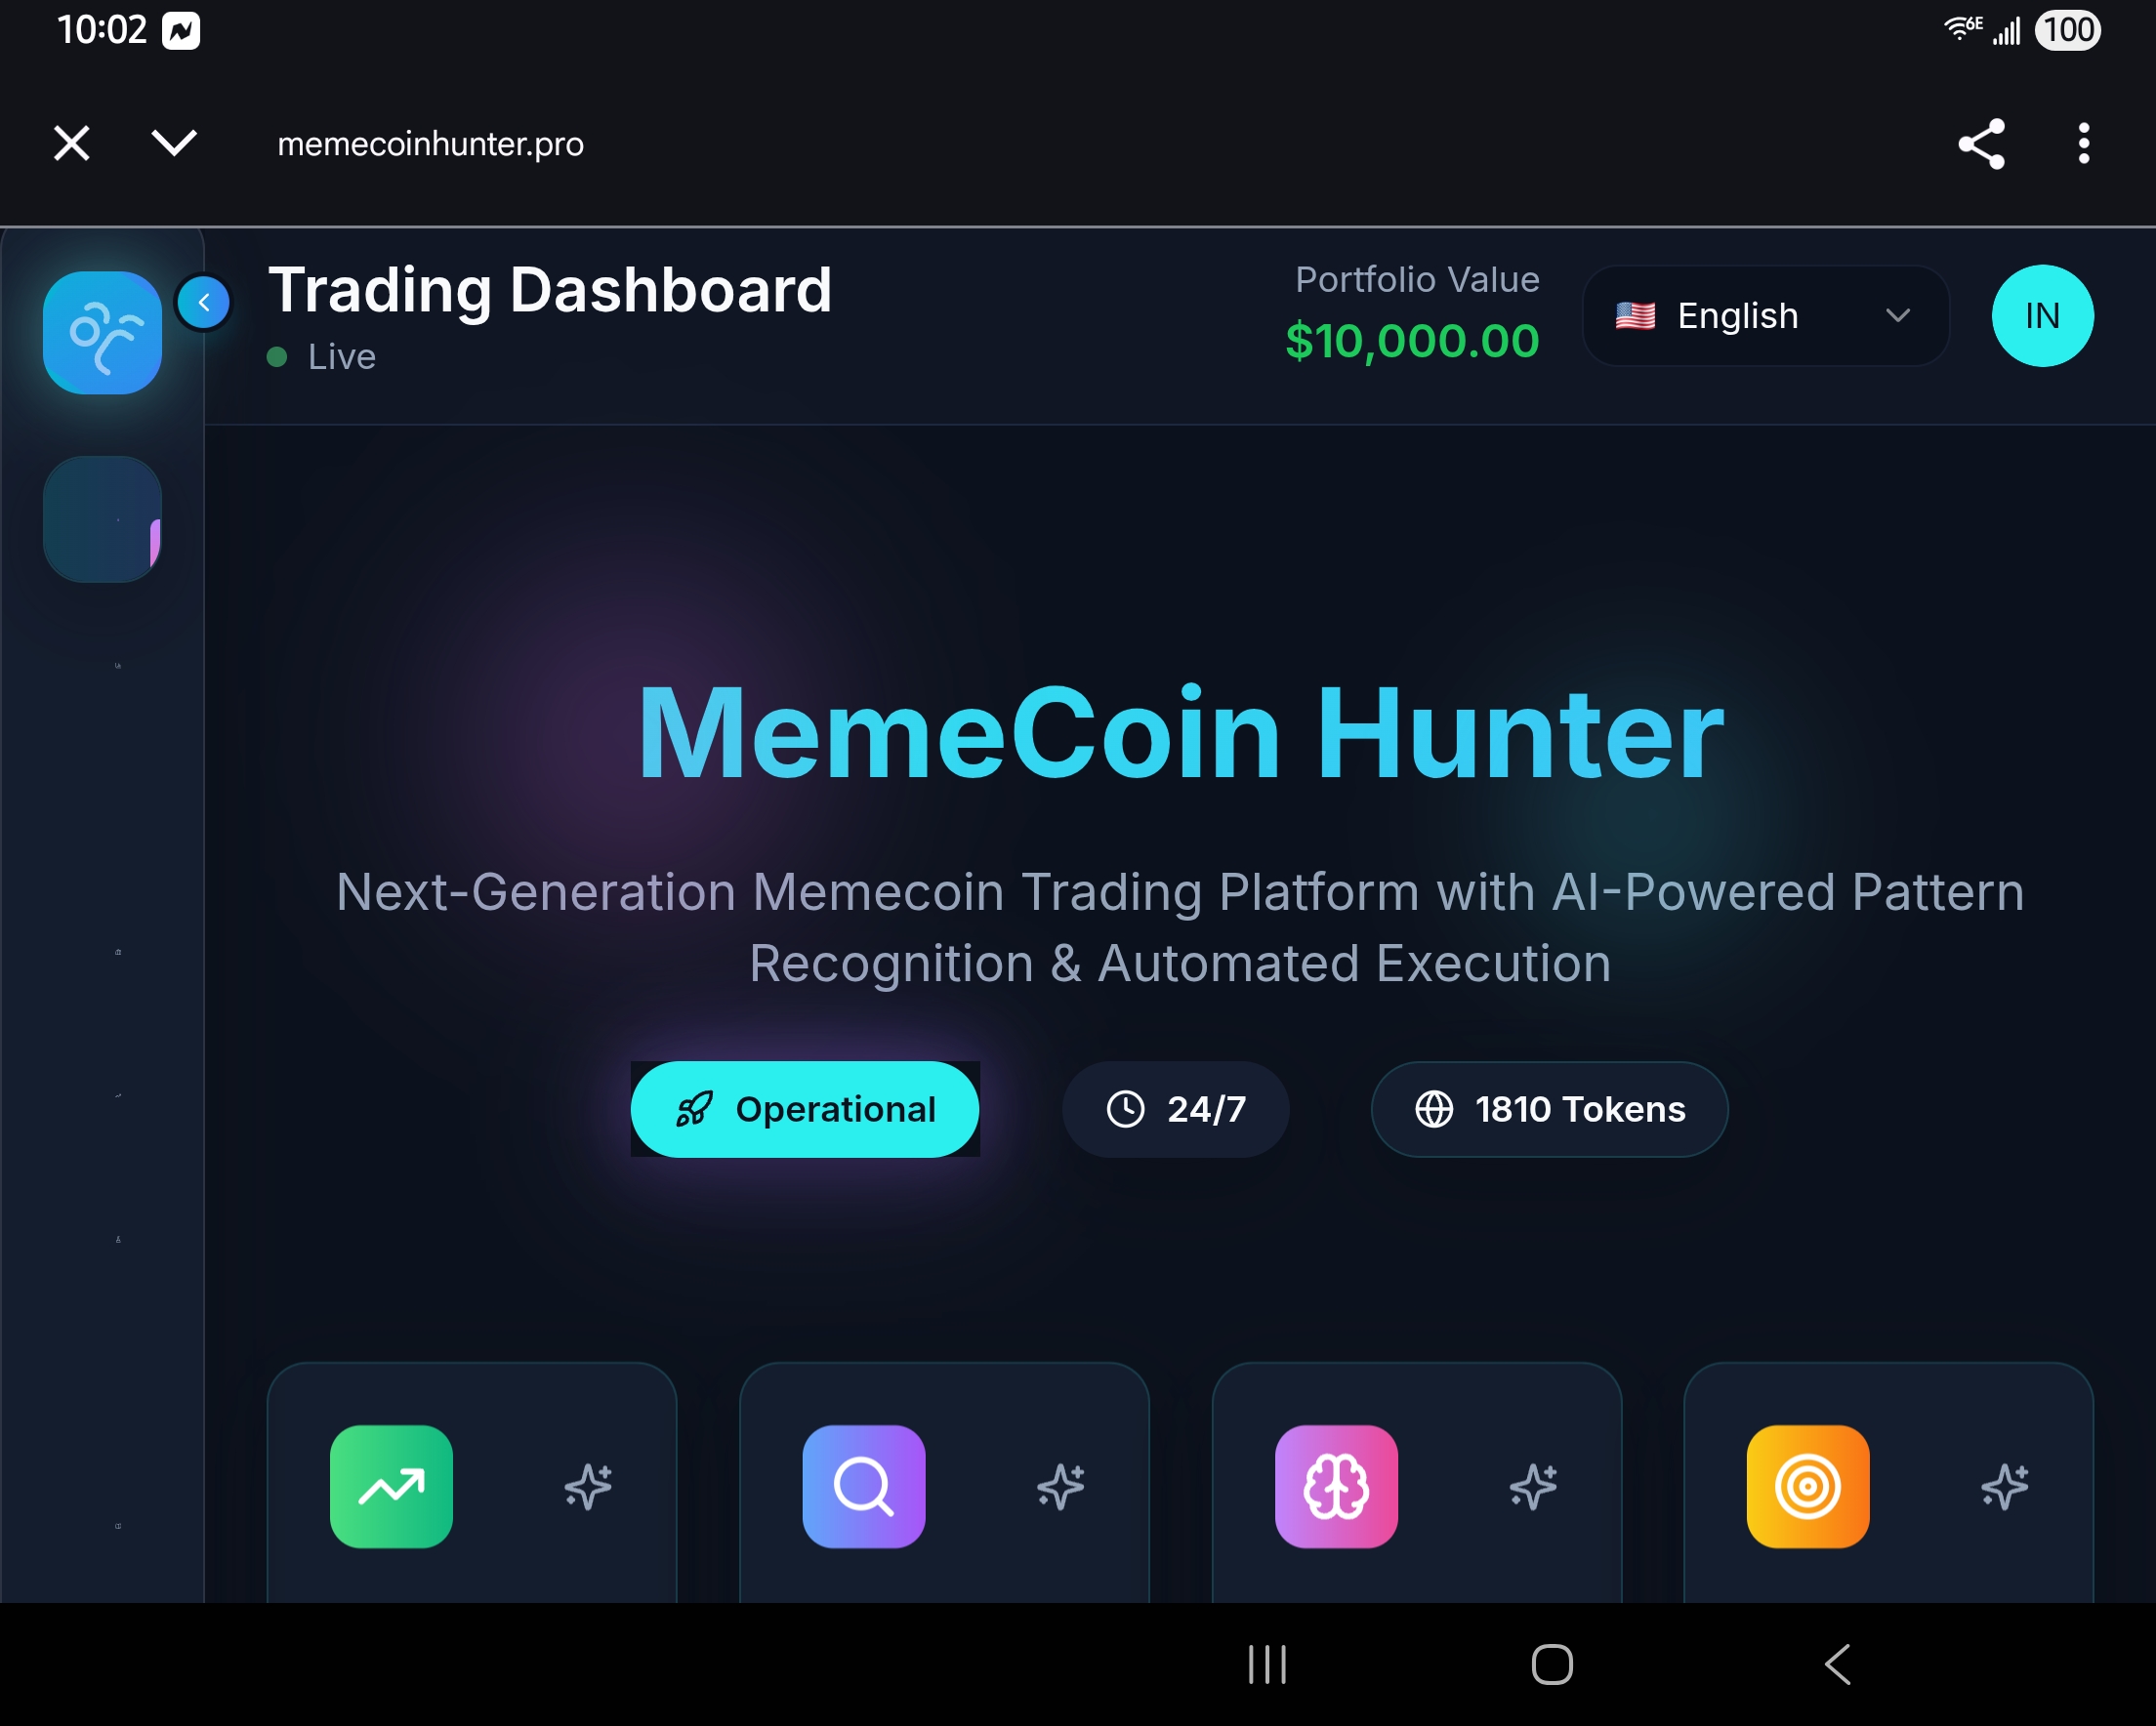 10:02
6E
100
memecoinhunter.pro
Trading Dashboard
Live
Portfolio Value
$10,000.00
English
IN
MemeCoin Hunter
Next-Generation Memecoin Trading Platform with AI-Powered Pattern
Recognition & Automated Execution
Operational
24/7
1810 Tokens